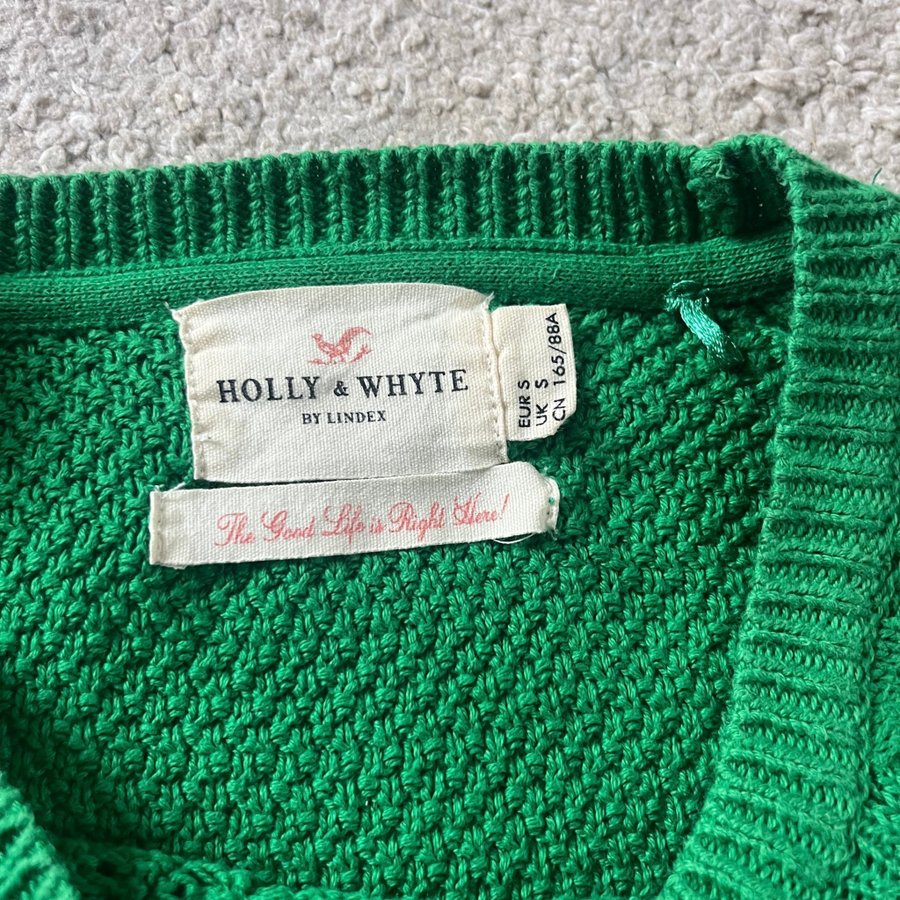 HOLLY & WHYTE
BY LINDEX
EUR S
UK S
CN 165/88A
The Good Life is Right Here!